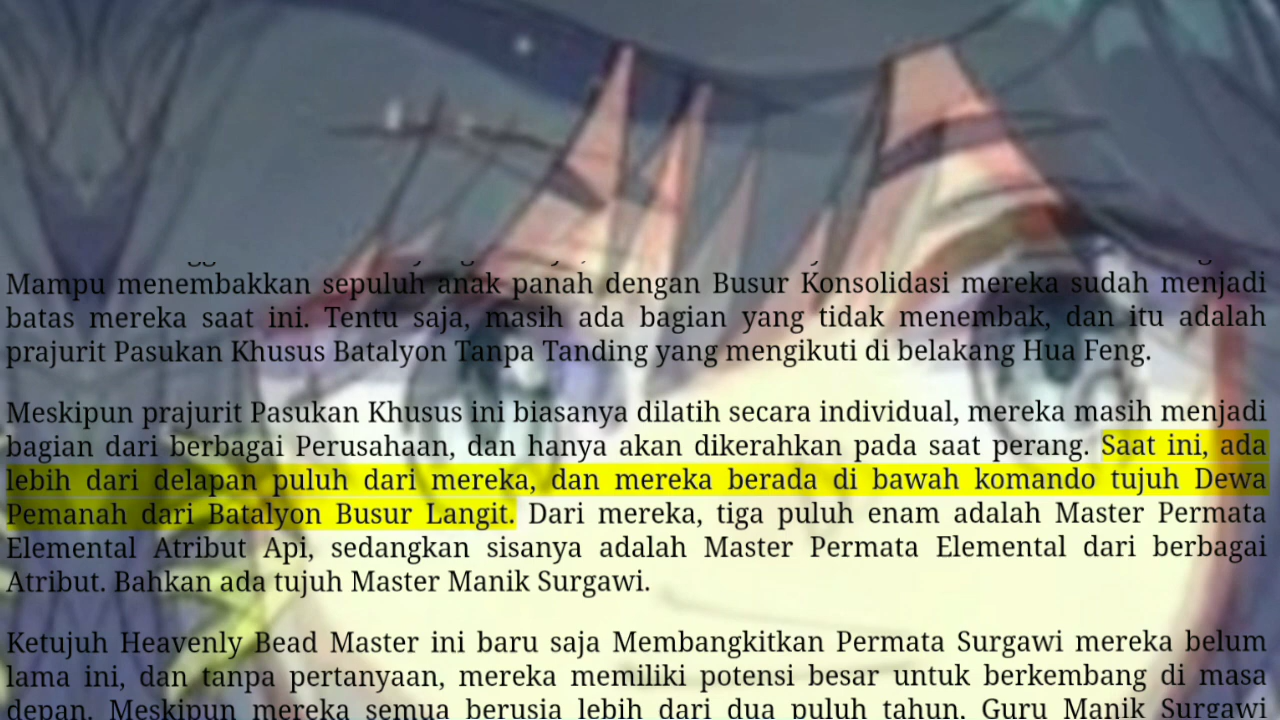 Mampu menembakkan sepuluh anak panah dengan Busur Konsolidasi mereka sudah menjadi
batas mereka saat ini. Tentu saja, masih ada bagian yang tidak menembak, dan itu adalah
prajurit Pasukan Khusus Batalyon Tanpa Tanding yang mengikuti di belakang Hua Feng.
Meskipun prajurit Pasukan Khusus ini biasanya dilatih secara individual, mereka masih menjadi
bagian dari berbagai Perusahaan, dan hanya akan dikerahkan pada saat perang. Saat ini, ada
lebih dari delapan puluh dari mereka, dan mereka berada di bawah komando tujuh Dewa
Pemanah dari Batalyon Busur Langit. Dari mereka, tiga puluh enam adalah Master Permata
Elemental Atribut Api, sedangkan sisanya adalah Master Permata Elemental dari berbagai
Atribut. Bahkan ada tujuh Master Manik Surgawi.
Ketujuh Heavenly Bead Master ini baru saja Membangkitkan Permata Surgawi mereka belum
lama ini, dan tanpa pertanyaan, mereka memiliki potensi besar untuk berkembang di masa
depan. Meskipun mereka semua berusia lebih dari dua puluh tahun, Guru Manik Surgawi